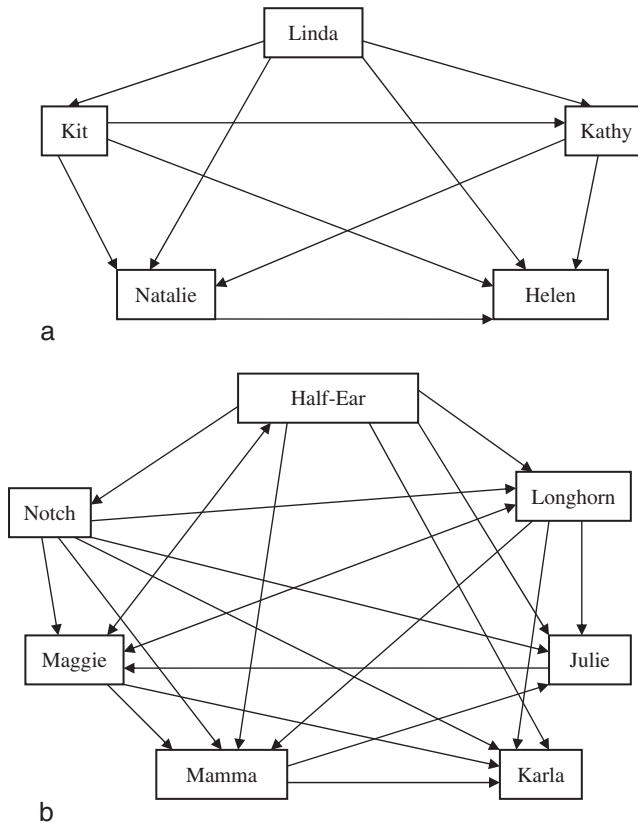 Linda
Kit
Kathy
Natalie
Helen
a
Half-Ear
Notch
Longhorn
Maggie
Julie
Mamma
Karla
b